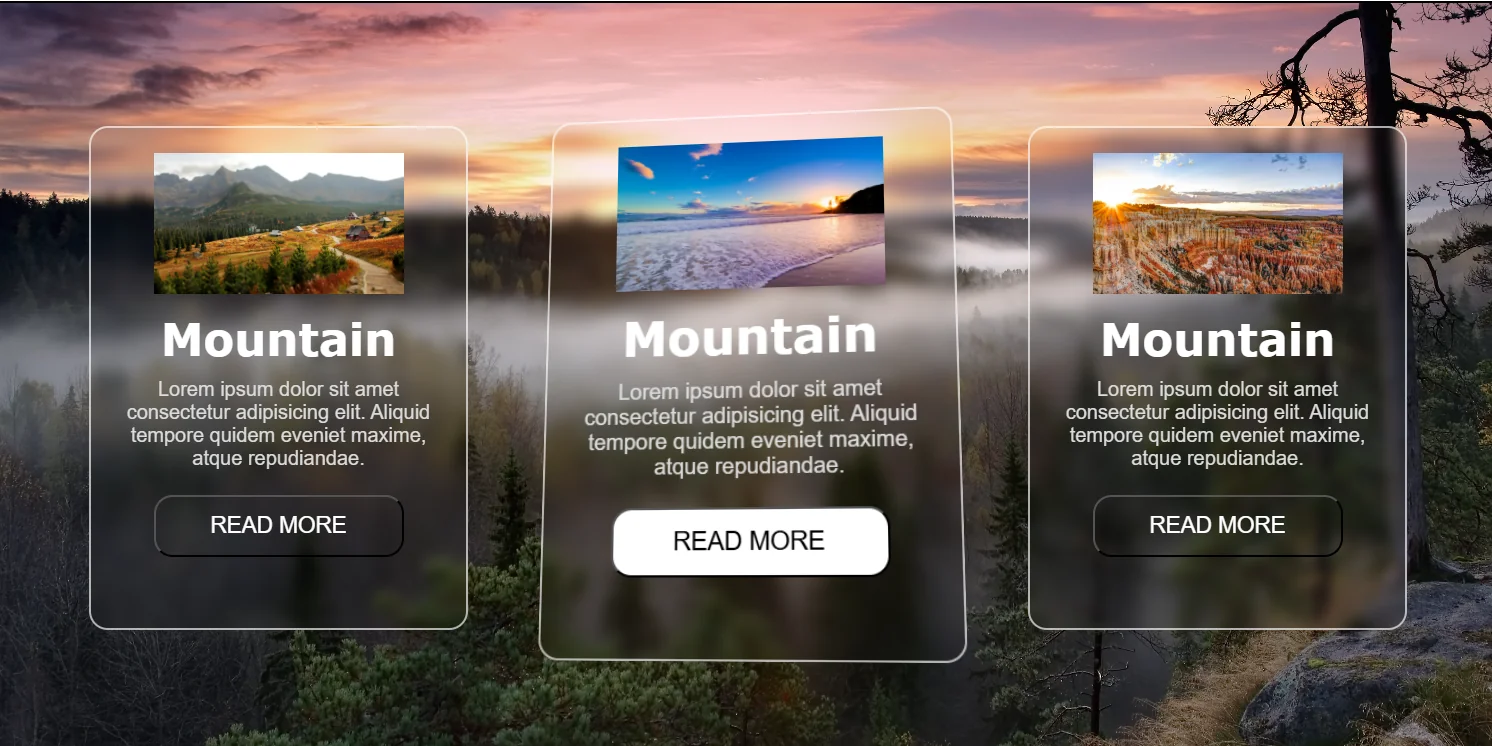 Mountain
Lorem ipsum dolor sit amet
consectetur adipisicing elit. Aliquid
tempore quidem eveniet maxime,
atque repudiandae.
READ MORE
Mountain
Lorem ipsum dolor sit amet
consectetur adipisicing elit. Aliquid
tempore quidem eveniet maxime,
atque repudiandae.
READ MORE
Mountain
Lorem ipsum dolor sit amet
consectetur adipisicing elit. Aliquid
tempore quidem eveniet maxime,
atque repudiandae.
READ MORE